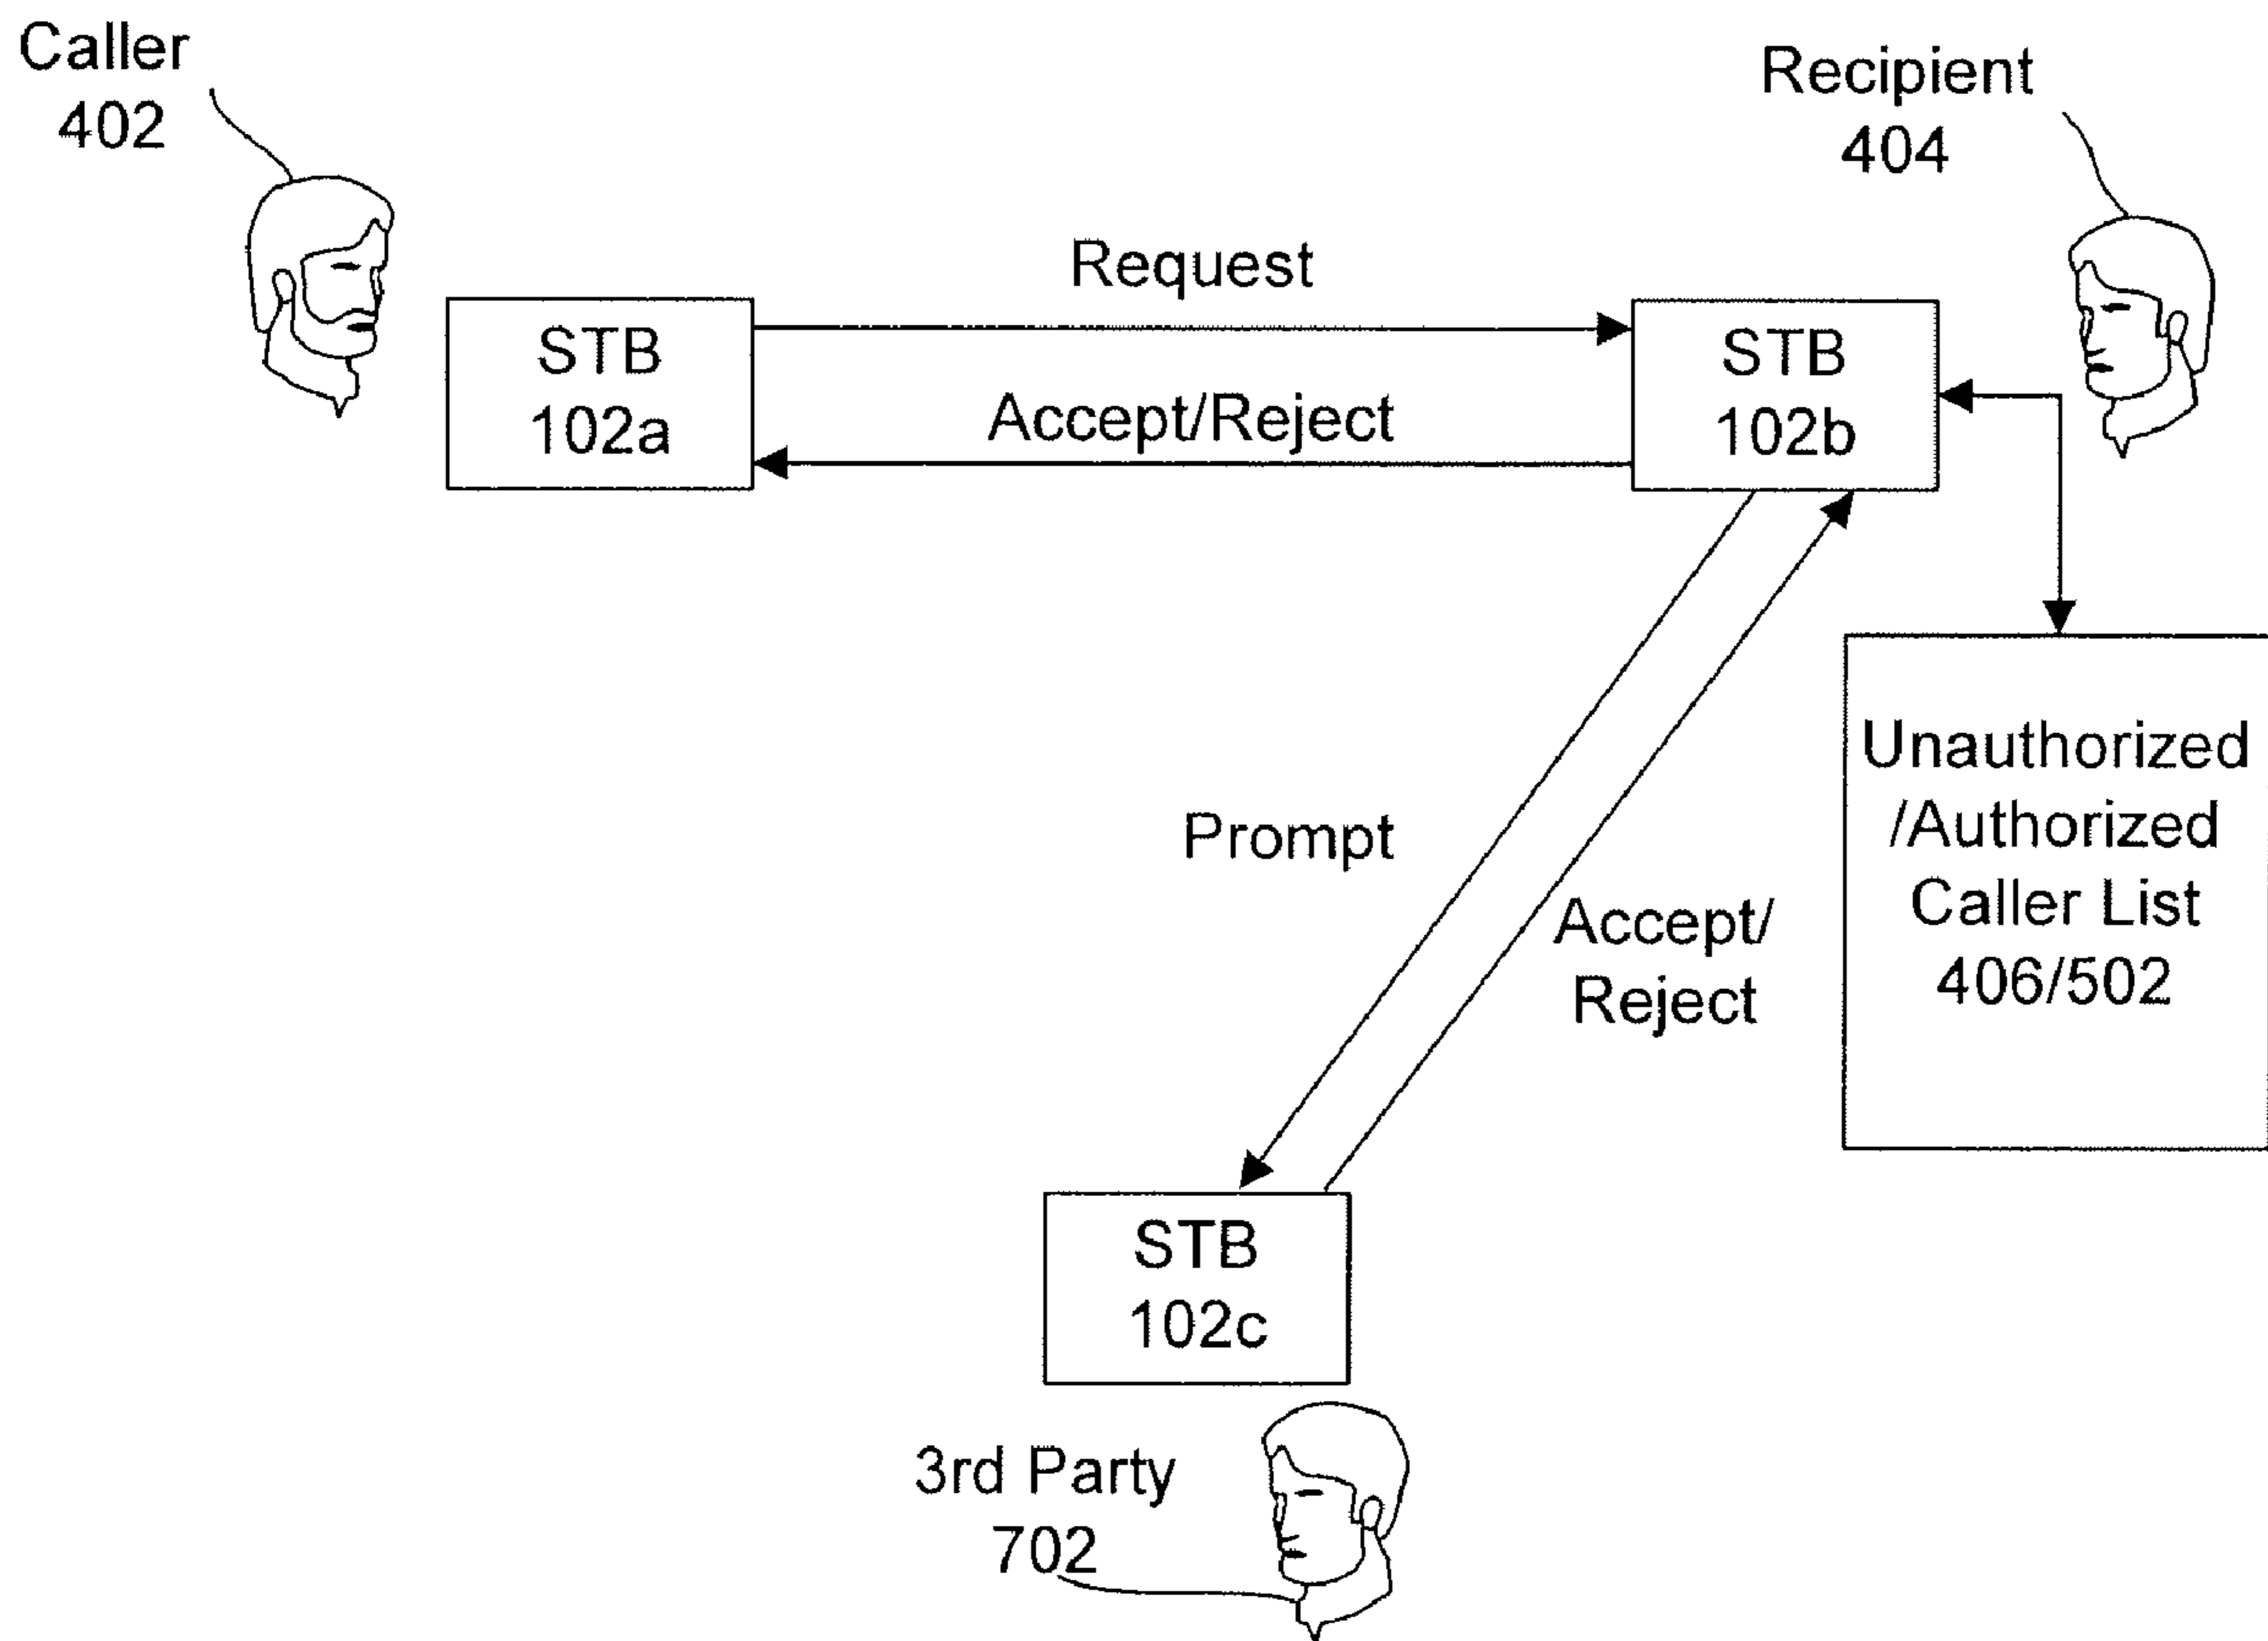 Caller
402
Recipient
404
Request
STB
102a
Accept/Reject
STB
102b
Unauthorized
/Authorized
Caller List
406/502
Prompt
Accept/
Reject
STB
102c
3rd Party
702